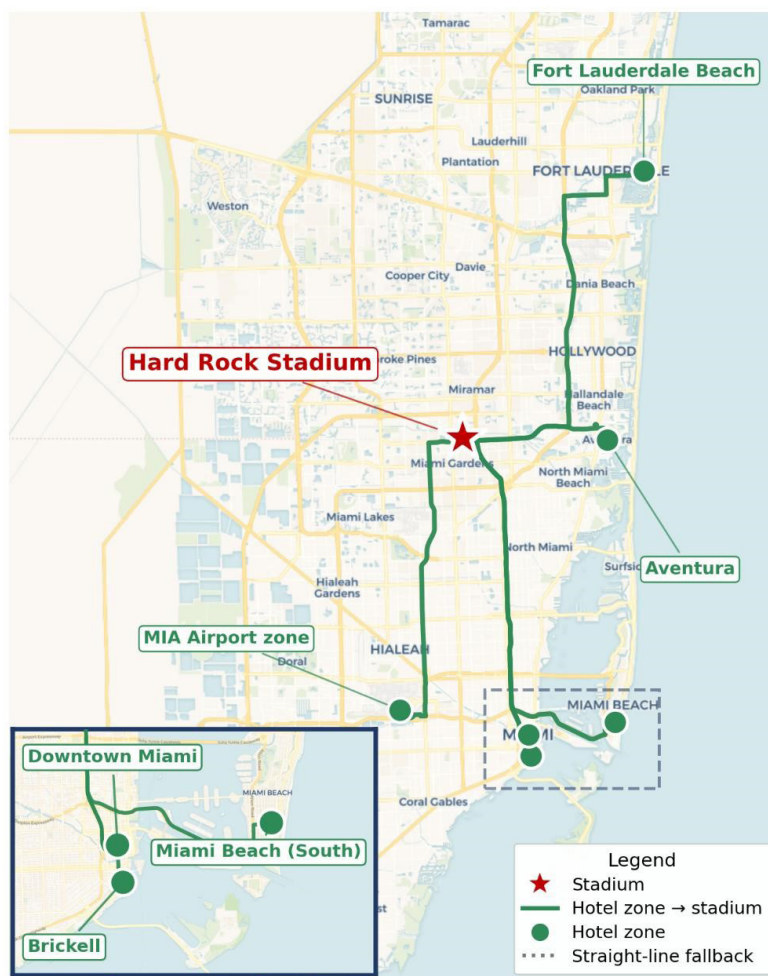 Tamarac
Fort Lauderdale Beach
Oakland Park
SUNRISE
Lauderhill
Plantation
FORT LAUDERDALE
Weston
Davie
Cooper City
Dania Beach
HOLLYWOOD
Hard Rock Stadium
Miramar
Hallandale
Beach
Miami Gardens
North Miami
Beach
Miami Lakes
North Miami
Hialeah
Gardens
Aventura
MIA Airport zone
HIALEAH
Doral
MIAMI BEACH
MIAMI
Coral Gables
Downtown Miami
MIAMI BEACH
Miami Beach (South)
Brickell
Legend
Stadium
Hotel zone → stadium
Hotel zone
Straight-line fallback